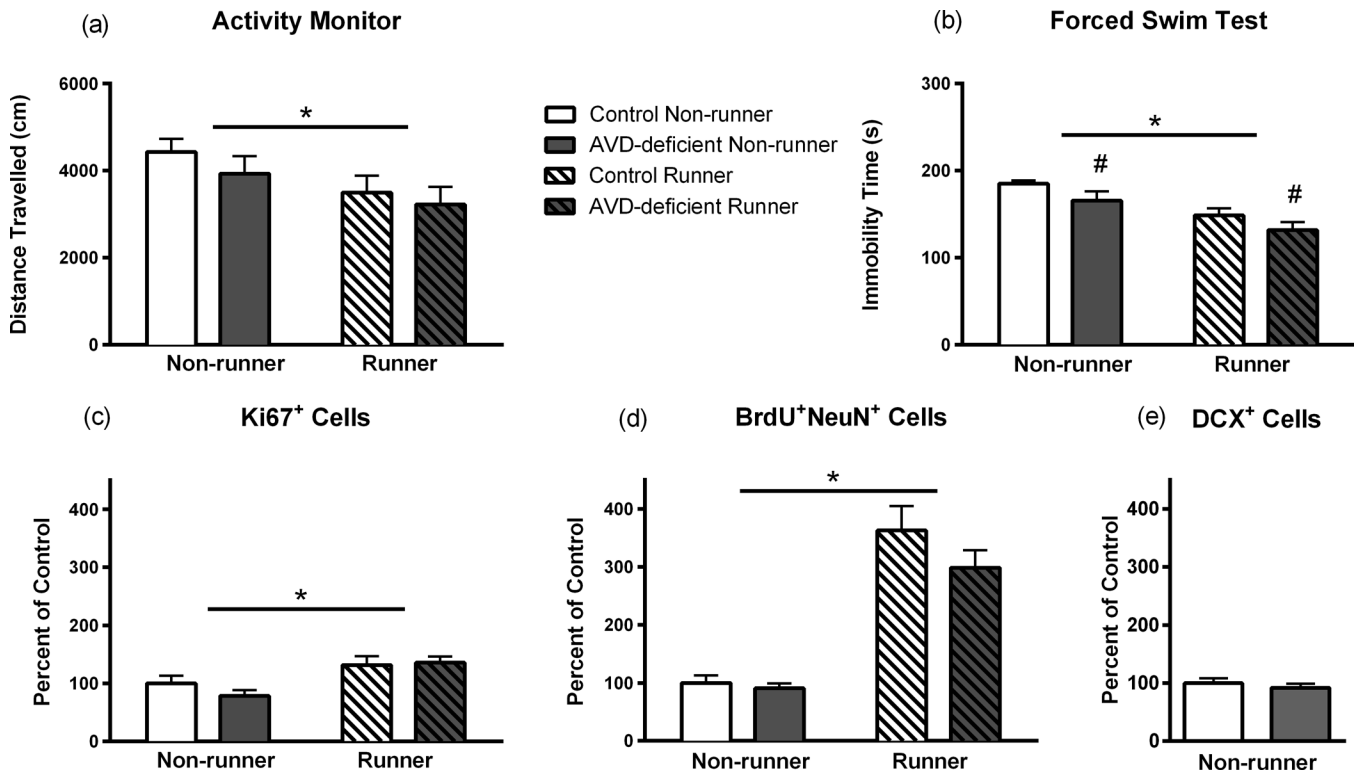 (a) Activity Monitor
Distance Travelled (cm)
6000
4000
2000
0
*
Non-runner Runner
Control Non-runner
AVD-deficient Non-runner
Control Runner
AVD-deficient Runner
(b) Forced Swim Test
Immobility Time (s)
300
200
100
0
*
#
#
Non-runner Runner
(c) Ki67+ Cells
Percent of Control
400
300
200
100
0
*
Non-runner Runner
(d) BrdU+NeuN+ Cells
Percent of Control
400
300
200
100
0
*
Non-runner Runner
(e) DCX+ Cells
Percent of Control
400
300
200
100
0
Non-runner